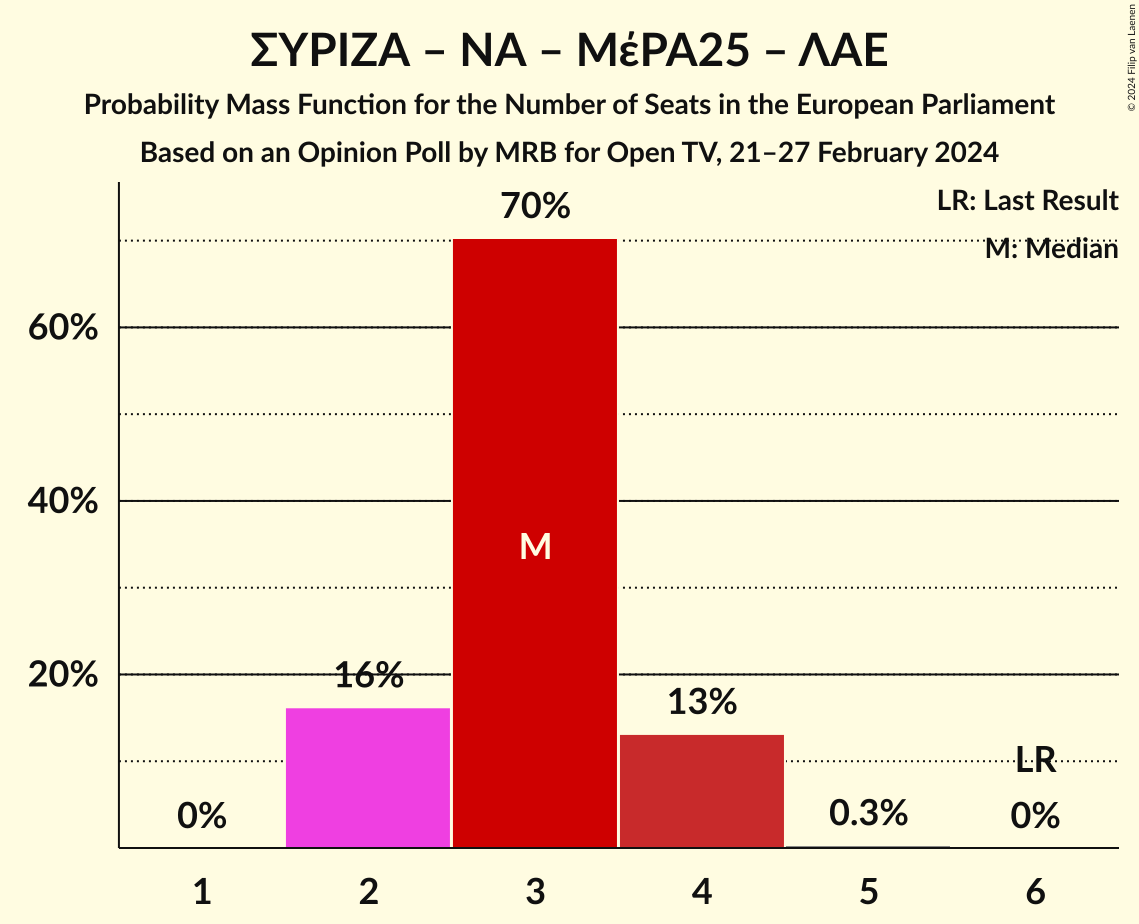 ΣΥΡΙΖΑ – ΝΑ – ΜέΡΑ25 – ΛΑΕ
Probability Mass Function for the Number of Seats in the European Parliament
Based on an Opinion Poll by MRB for Open TV, 21–27 February 2024
© 2024 Filip van Laenen
LR: Last Result
M: Median
70%
60%
40%
20%
M
16%
13%
0%
0.3%
LR
0%
1 2 3 4 5 6